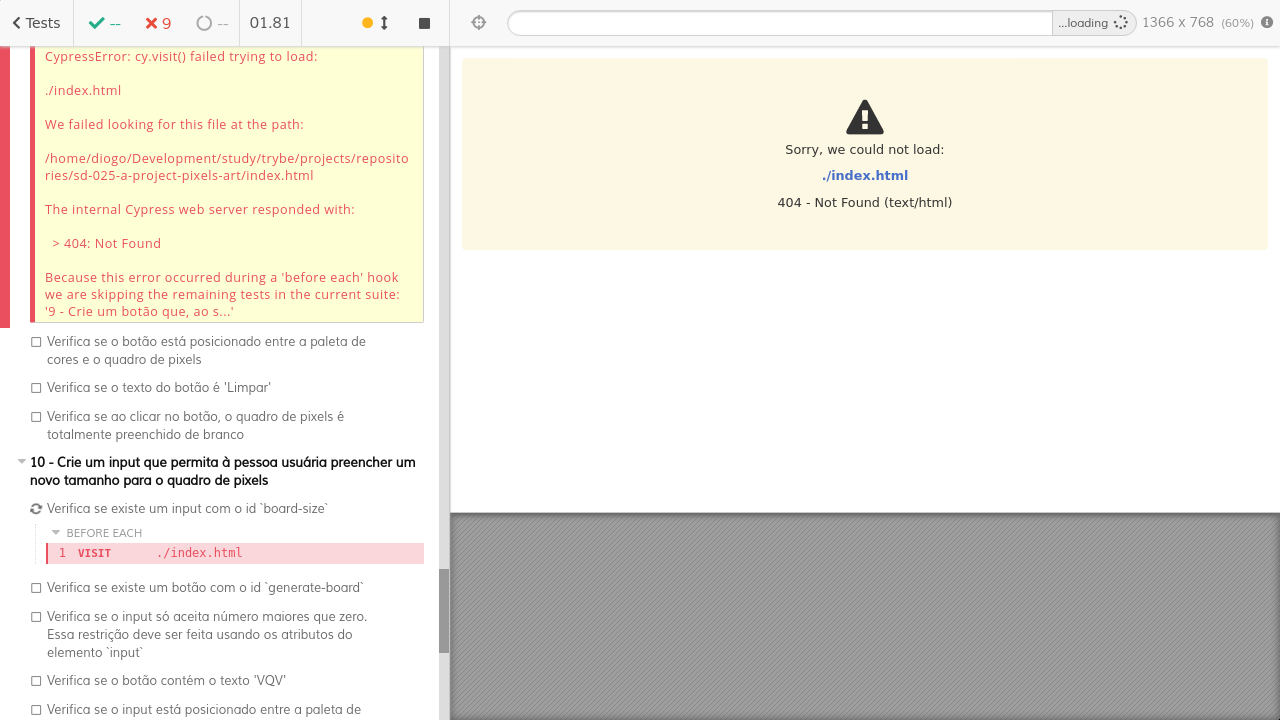 Tests
--
9
--
01.81
...loading
1366 x 768 (60%)
CypressError: cy.visit() failed trying to load:
./index.html
We failed looking for this file at the path:
/home/diogo/Development/study/trybe/projects/reposito
ries/sd-025-a-project-pixels-art/index.html
The internal Cypress web server responded with:
> 404: Not Found
Because this error occurred during a 'before each' hook
we are skipping the remaining tests in the current suite:
'9 - Crie um botão que, ao s...'
Verifica se o botão está posicionado entre a paleta de
cores e o quadro de pixels
Verifica se o texto do botão é 'Limpar'
Verifica se ao clicar no botão, o quadro de pixels é
totalmente preenchido de branco
10 - Crie um input que permita à pessoa usuária preencher um
novo tamanho para o quadro de pixels
Verifica se existe um input com o id `board-size`
BEFORE EACH
1 VISIT ./index.html
Verifica se existe um botão com o id `generate-board`
Verifica se o input só aceita número maiores que zero.
Essa restrição deve ser feita usando os atributos do
elemento `input`
Verifica se o botão contém o texto 'VQV'
Verifica se o input está posicionado entre a paleta de
Sorry, we could not load:
./index.html
404 - Not Found (text/html)